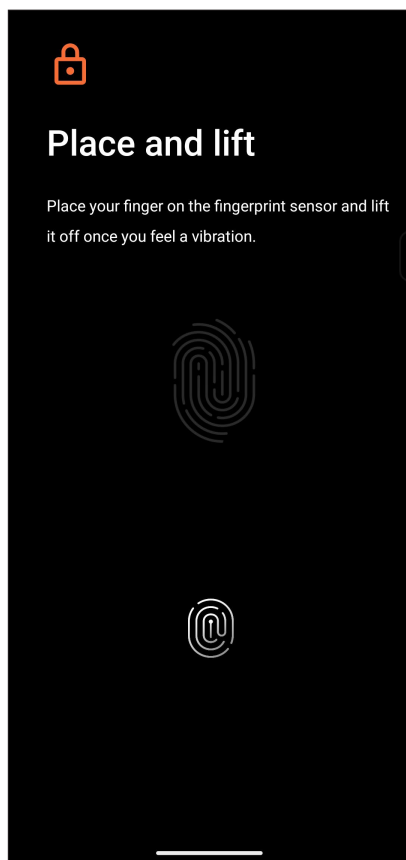 Place and lift
Place your finger on the fingerprint sensor and lift
it off once you feel a vibration.